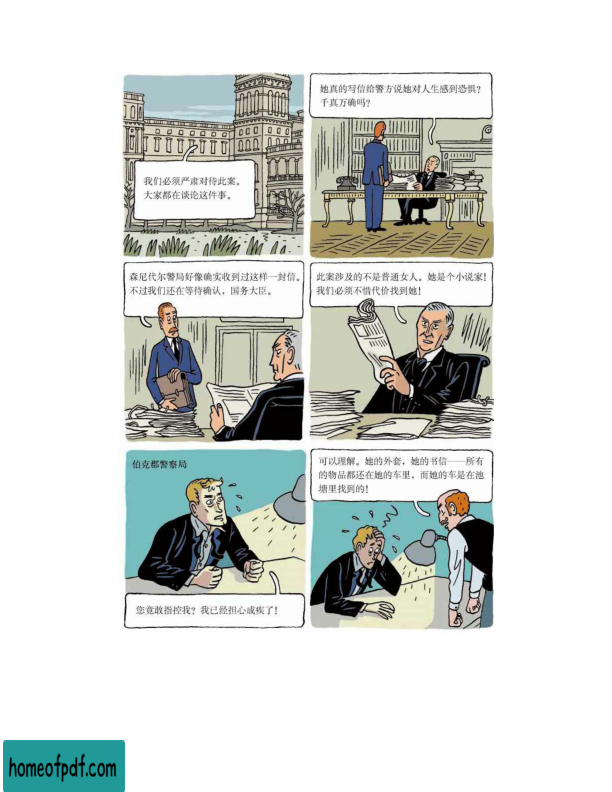 我们必须严肃对待此案。
大家都在谈论这件事。
她真的写信给警方说她对人生感到恐惧？
千真万确吗？
森尼代尔警局好像确实收到过这样一封信。
不过我们还在等待确认，国务大臣。
此案涉及的不是普通女人。她是个小说家！
我们必须不惜代价找到她！
伯克郡警察局
您竟敢指控我？我已经担心成疾了！
可以理解。她的外套，她的书信——所有
的物品都还在她的车里，而她的车是在池
塘里找到的！
homeofpdf.com